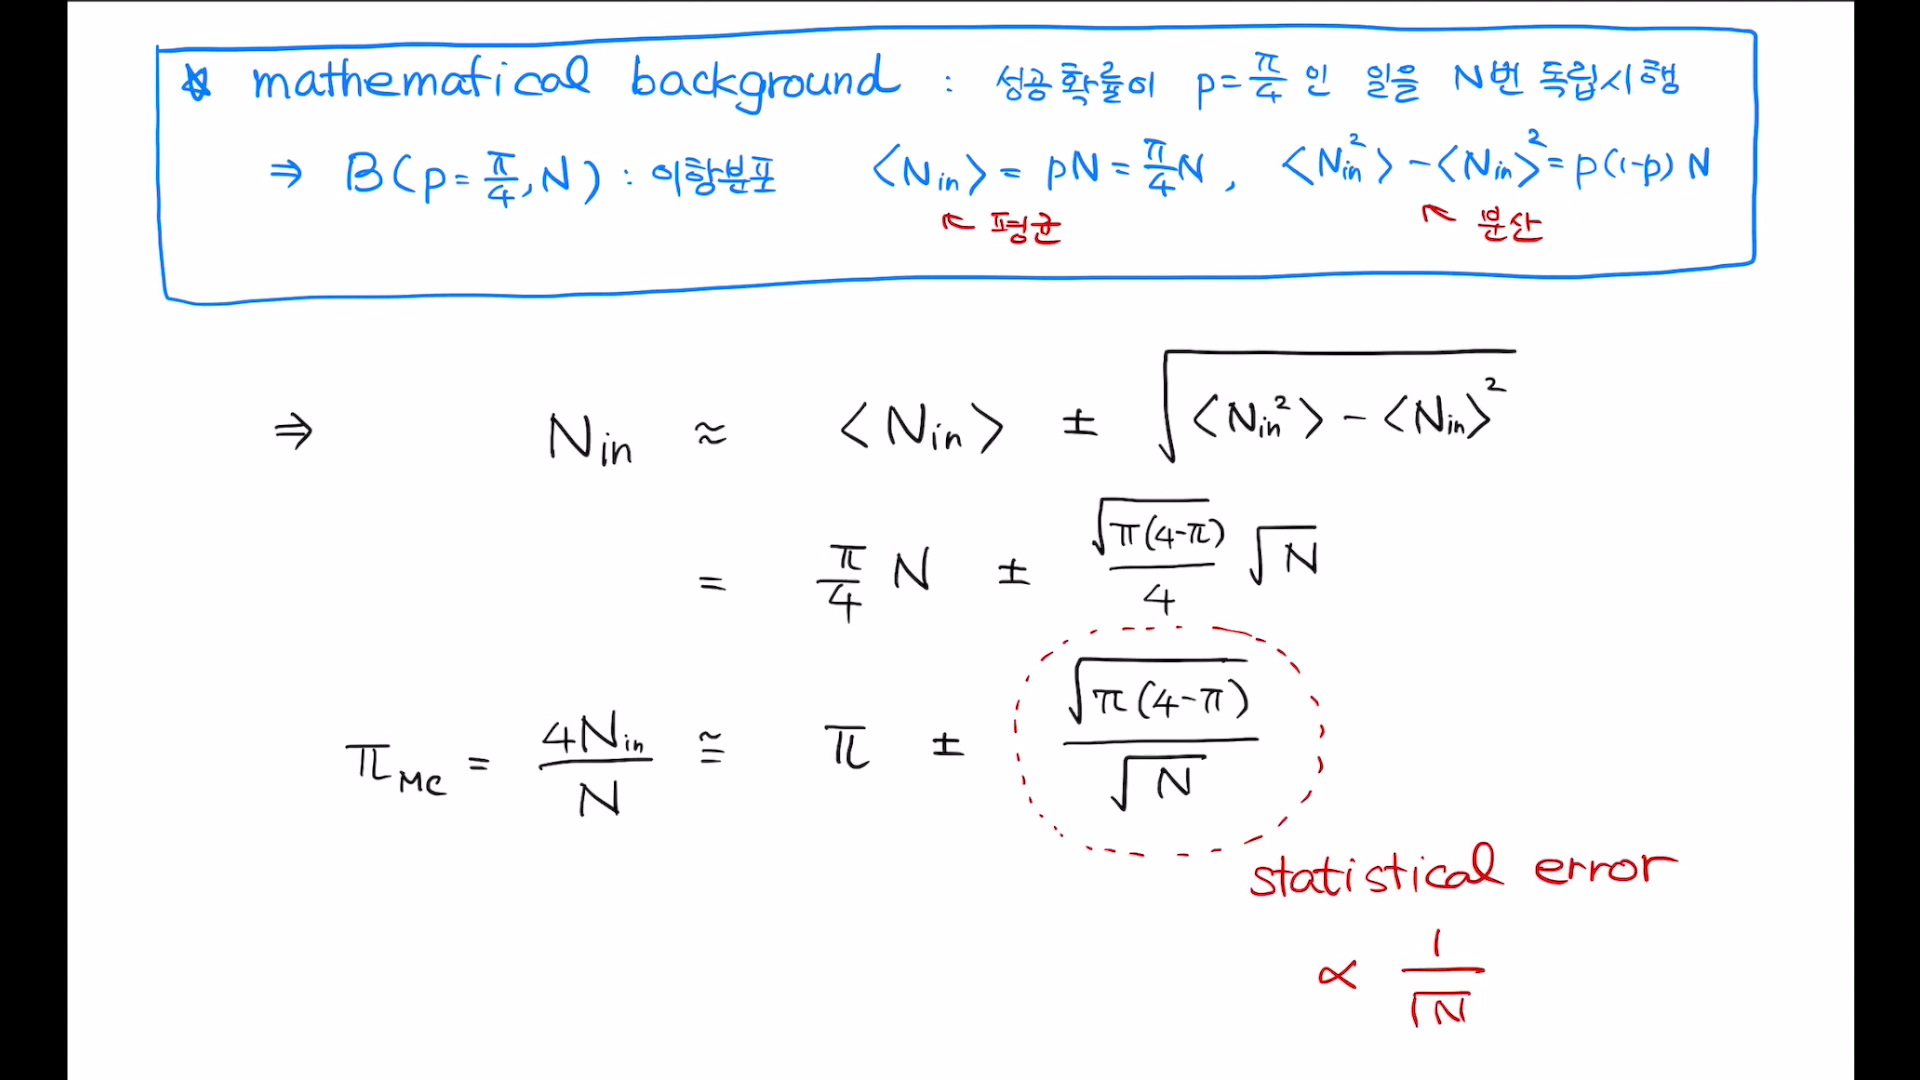 ☆ mathematical background : 성공확률이 p=π/4 인 일을 N번 독립시행
⇒ B(p=π/4, N) : 이항분포 ⟨N_in⟩ = pN = π/4 N , ⟨N_in²⟩ - ⟨N_in⟩² = p(1-p) N
↖ 평균 ↖ 분산
⇒ N_in ≈ ⟨N_in⟩ ± √(⟨N_in²⟩ - ⟨N_in⟩²)
= π/4 N ± √(π(4-π))/4 √N
π_MC = 4N_in/N ≅ π ± √(π(4-π))/√N
statistical error
∝ 1/√N